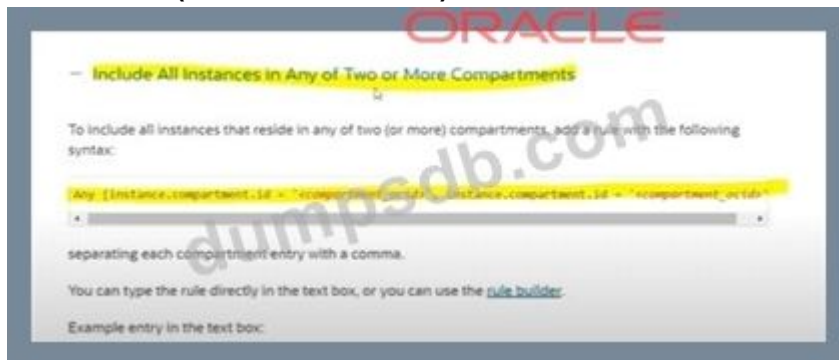 ORACLE
Include All Instances in Any of Two or More Compartments
To include all instances that reside in any of two (or more) compartments, add a rule with the following
syntax:
Any {instance.compartment.id = '<compartment_ocid>', instance.compartment.id = '<compartment_ocid>'
separating each compartment entry with a comma.
You can type the rule directly in the text box, or you can use the rule builder.
Example entry in the text box:
dumpsdb.com